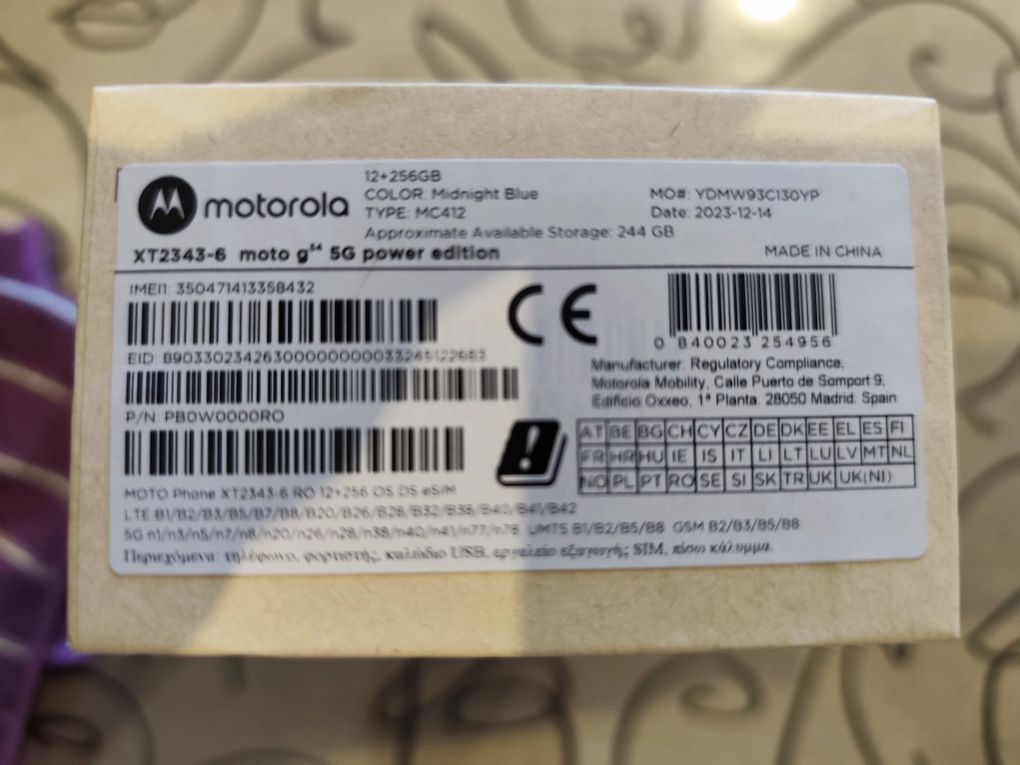 motorola
12+256GB
COLOR: Midnight Blue
TYPE: MC412
Approximate Available Storage: 244 GB
MO#: YDMW93C130YP
Date: 2023-12-14
XT2343-6 moto g54 5G power edition
MADE IN CHINA
IMEI1: 350471413358432
EID
P/N: PB0W0000RO
MOTO Phone XT2343-6 RO 12+256 OS DS eSIM
CE
0 840023 254956
Manufacturer: Regulatory Compliance,
Motorola Mobility, Calle Puerto de Somport 9,
Edificio Oxxeo, 1ª Planta. 28050 Madrid. Spain
AT BE BG CH CY CZ DE DK EE EL ES FI
FR HR HU IE IS IT LI LT LU LV MT NL
NO PL PT RO SE SI SK TR UK UK(NI)
LTE B1/B2/B3/B5/B7/B8/B20/B26/B28/B32/B38/B40/B41/B42
5G n1/n3/n5/n7/n8/n20/n26/n28/n38/n40/n41/n77/n78 UMTS B1/B2/B5/B8 GSM B2/B3/B5/B8
Περιεχόμενα: τηλέφωνο, φορτιστής, καλώδιο USB, εργαλείο εξαγωγής SIM, πίσω κάλυμμα.